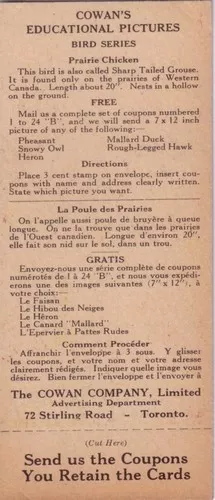 COWAN'S
EDUCATIONAL PICTURES
BIRD SERIES
Prairie Chicken
This bird is also called Sharp Tailed Grouse.
It is found only on the prairies of Western
Canada. Length about 20". Nests in a hollow
on the ground.
FREE
Mail us a complete set of coupons numbered
1 to 24 "B", and we will send a 7 x 12 inch
picture of any of the following:—
Pheasant Mallard Duck
Snowy Owl Rough-Legged Hawk
Heron
Directions
Place 3 cent stamp on envelope, insert cou-
pons with name and address clearly written.
State which picture you want.
La Poule des Prairies
On l'appelle aussi poule de bruyère à queue
longue. On ne la trouve que dans les prairies
de l'Ouest canadien. Longueur d'environ 20",
elle fait son nid sur le sol, dans un trou.
GRATIS
Envoyez-nous une série complète de coupons
numérotés de 1 à 24 "B", et nous vous expédi-
erons une des images suivantes (7" x 12"), à
votre choix:—
Le Faisan
Le Hibou des Neiges
Le Héron
Le Canard "Mallard"
L'Epervier à Pattes Rudes
Comment Procéder
Affranchir l'enveloppe à 3 sous. Y glisser
les coupons, et votre nom et votre adresse
clairement rédigés. Indiquer quelle image vous
désirez. Bien fermer l'enveloppe et l'envoyer à
The COWAN COMPANY, Limited
Advertising Department
72 Stirling Road - Toronto.
(Cut Here)
Send us the Coupons
You Retain the Cards